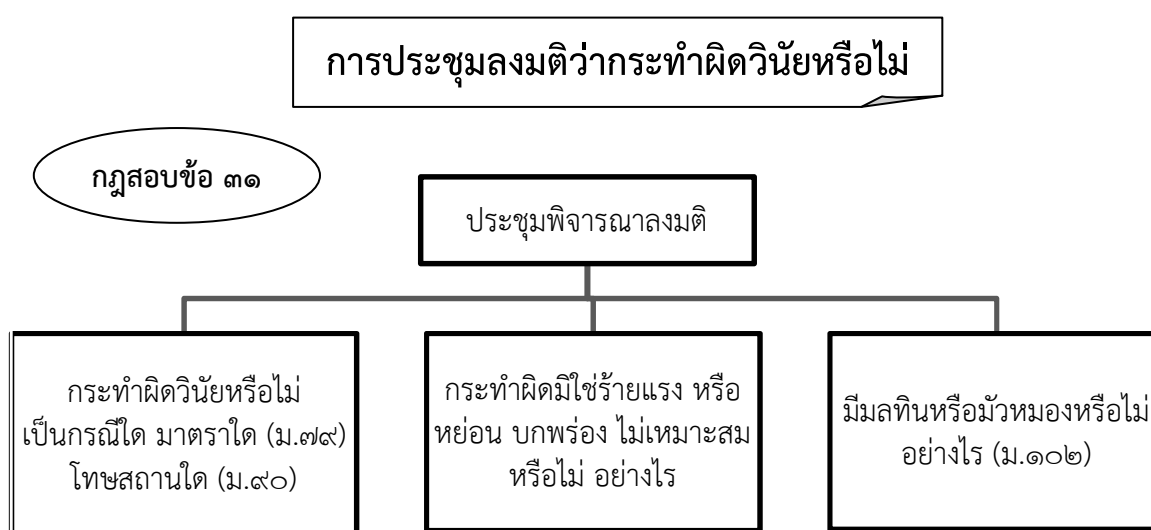 การประชุมลงมติว่ากระทำผิดวินัยหรือไม่
กฎสอบข้อ ๓๑
ประชุมพิจารณาลงมติ
กระทำผิดวินัยหรือไม่
เป็นกรณีใด มาตราใด (ม.๗๙)
โทษสถานใด (ม.๙๐)
กระทำผิดมิใช่ร้ายแรง หรือ
หย่อน บกพร่อง ไม่เหมาะสม
หรือไม่ อย่างไร
มีมลทินหรือมัวหมองหรือไม่
อย่างไร (ม.๑๐๒)